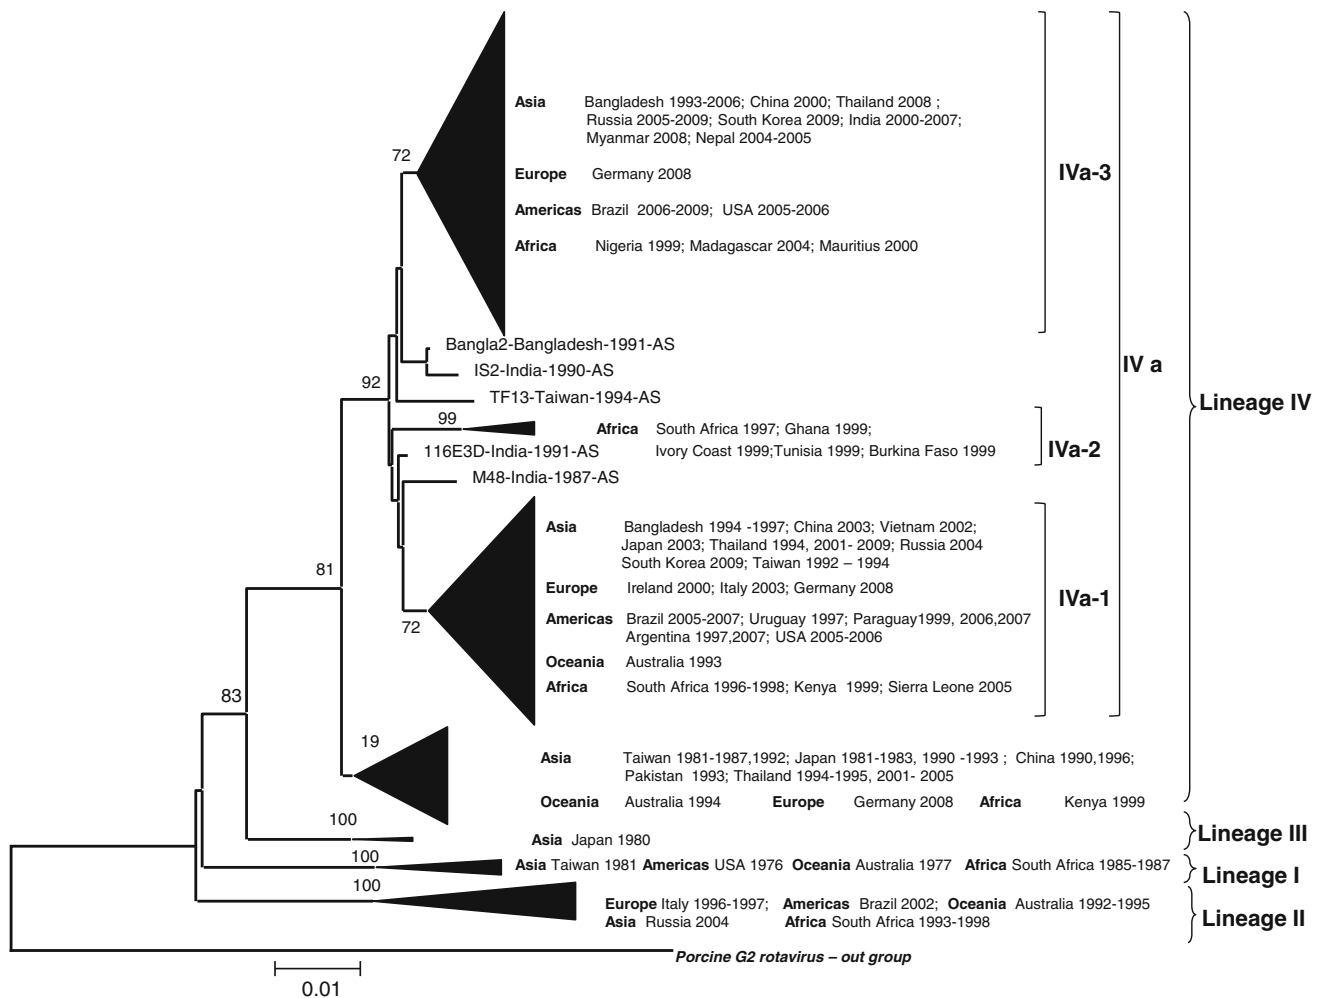 Asia Bangladesh 1993-2006; China 2000; Thailand 2008 ;
Russia 2005-2009; South Korea 2009; India 2000-2007;
Myanmar 2008; Nepal 2004-2005
72
Europe Germany 2008
IVa-3
Americas Brazil 2006-2009; USA 2005-2006
Africa Nigeria 1999; Madagascar 2004; Mauritius 2000
Bangla2-Bangladesh-1991-AS
IS2-India-1990-AS
IV a
92
TF13-Taiwan-1994-AS
Lineage IV
99
Africa South Africa 1997; Ghana 1999;
116E3D-India-1991-AS
Ivory Coast 1999;Tunisia 1999; Burkina Faso 1999
IVa-2
M48-India-1987-AS
Asia Bangladesh 1994 -1997; China 2003; Vietnam 2002;
Japan 2003; Thailand 1994, 2001- 2009; Russia 2004
South Korea 2009; Taiwan 1992 – 1994
81
Europe Ireland 2000; Italy 2003; Germany 2008
IVa-1
Americas Brazil 2005-2007; Uruguay 1997; Paraguay1999, 2006,2007
72
Argentina 1997,2007; USA 2005-2006
Oceania Australia 1993
Africa South Africa 1996-1998; Kenya 1999; Sierra Leone 2005
83
19
Asia Taiwan 1981-1987,1992; Japan 1981-1983, 1990 -1993 ; China 1990,1996;
Pakistan 1993; Thailand 1994-1995, 2001- 2005
Oceania Australia 1994 Europe Germany 2008 Africa Kenya 1999
100
Asia Japan 1980
Lineage III
100
Asia Taiwan 1981 Americas USA 1976 Oceania Australia 1977 Africa South Africa 1985-1987
Lineage I
100
Europe Italy 1996-1997; Americas Brazil 2002; Oceania Australia 1992-1995
Asia Russia 2004 Africa South Africa 1993-1998
Lineage II
Porcine G2 rotavirus – out group
0.01